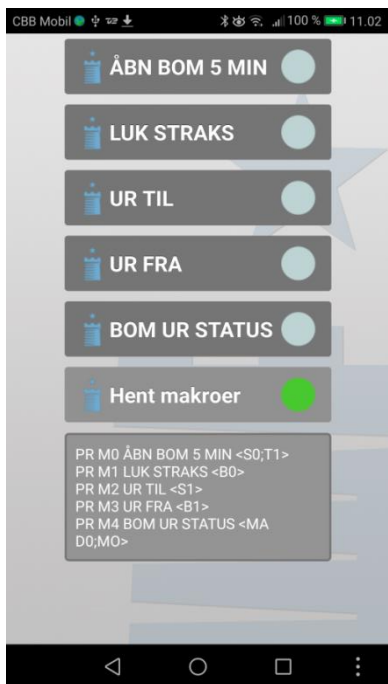 CBB Mobil 100 % 11.02
ÅBN BOM 5 MIN
LUK STRAKS
UR TIL
UR FRA
BOM UR STATUS
Hent makroer
PR M0 ÅBN BOM 5 MIN <S0;T1>
PR M1 LUK STRAKS <B0>
PR M2 UR TIL <S1>
PR M3 UR FRA <B1>
PR M4 BOM UR STATUS <MA
D0;MO>